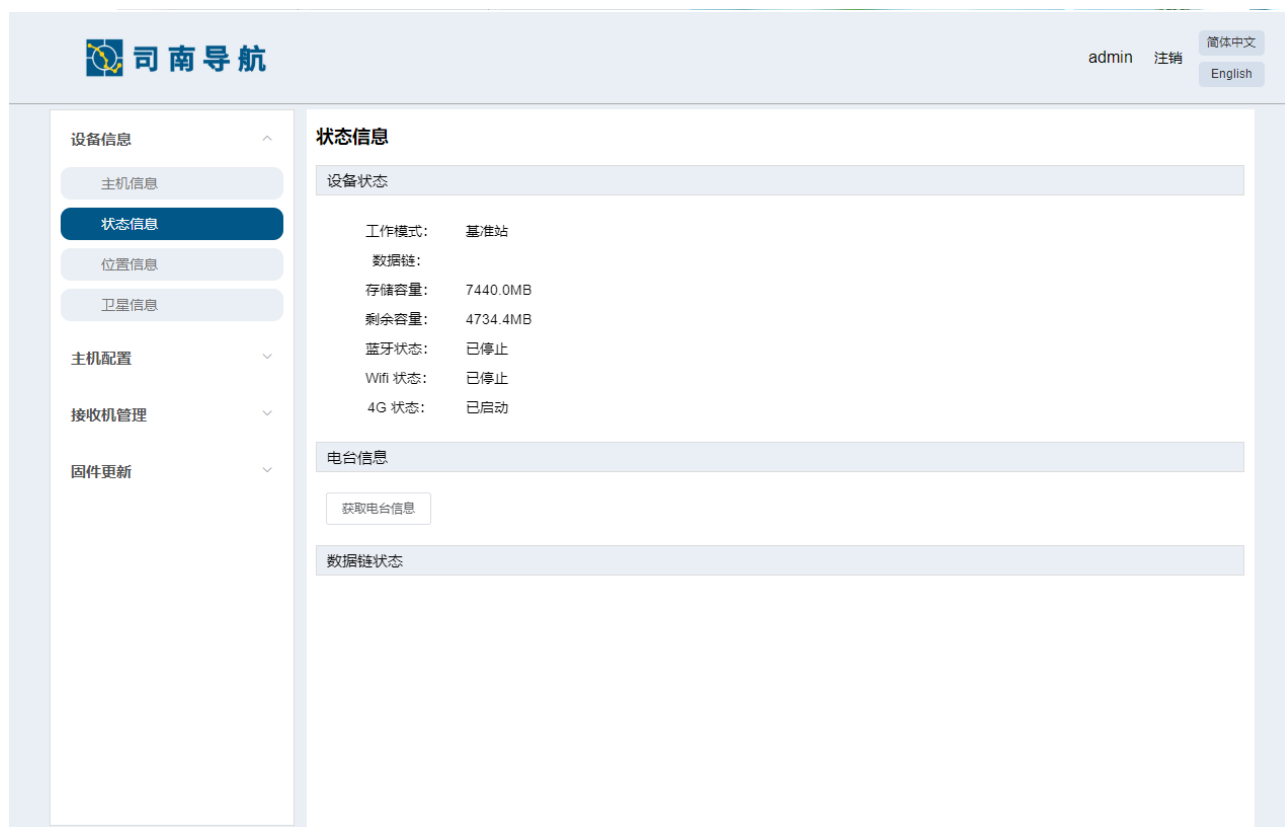 司南导航
admin 注销 简体中文
English
设备信息
主机信息
状态信息
位置信息
卫星信息
主机配置
接收机管理
固件更新
状态信息
设备状态
工作模式: 基准站
数据链:
存储容量: 7440.0MB
剩余容量: 4734.4MB
蓝牙状态: 已停止
Wifi 状态: 已停止
4G 状态: 已启动
电台信息
获取电台信息
数据链状态